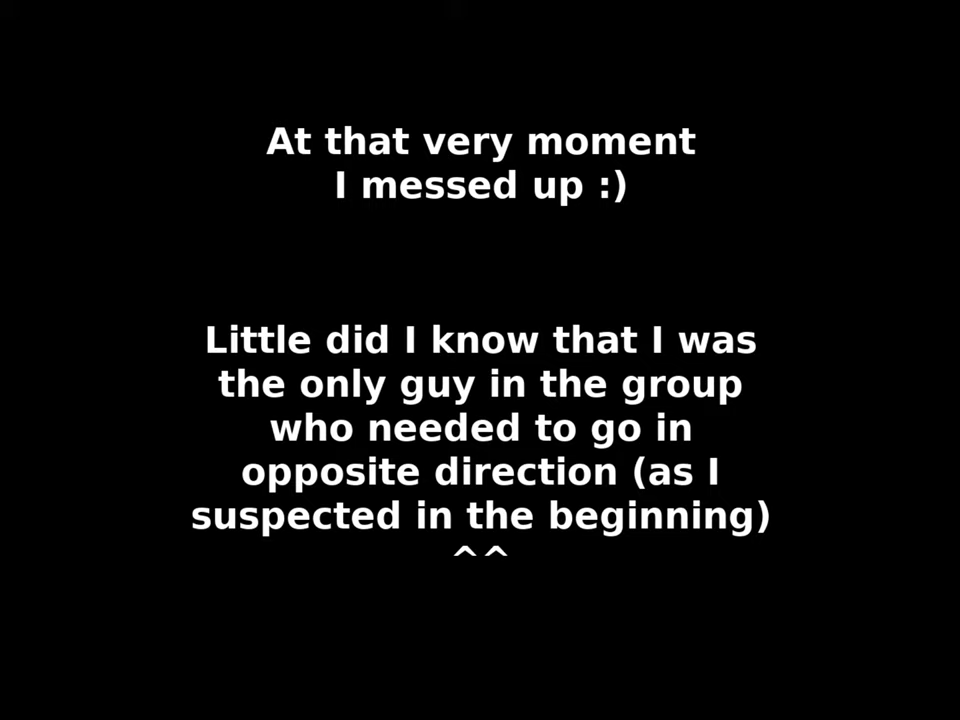 At that very moment
I messed up :)
Little did I know that I was
the only guy in the group
who needed to go in
opposite direction (as I
suspected in the beginning)
^^